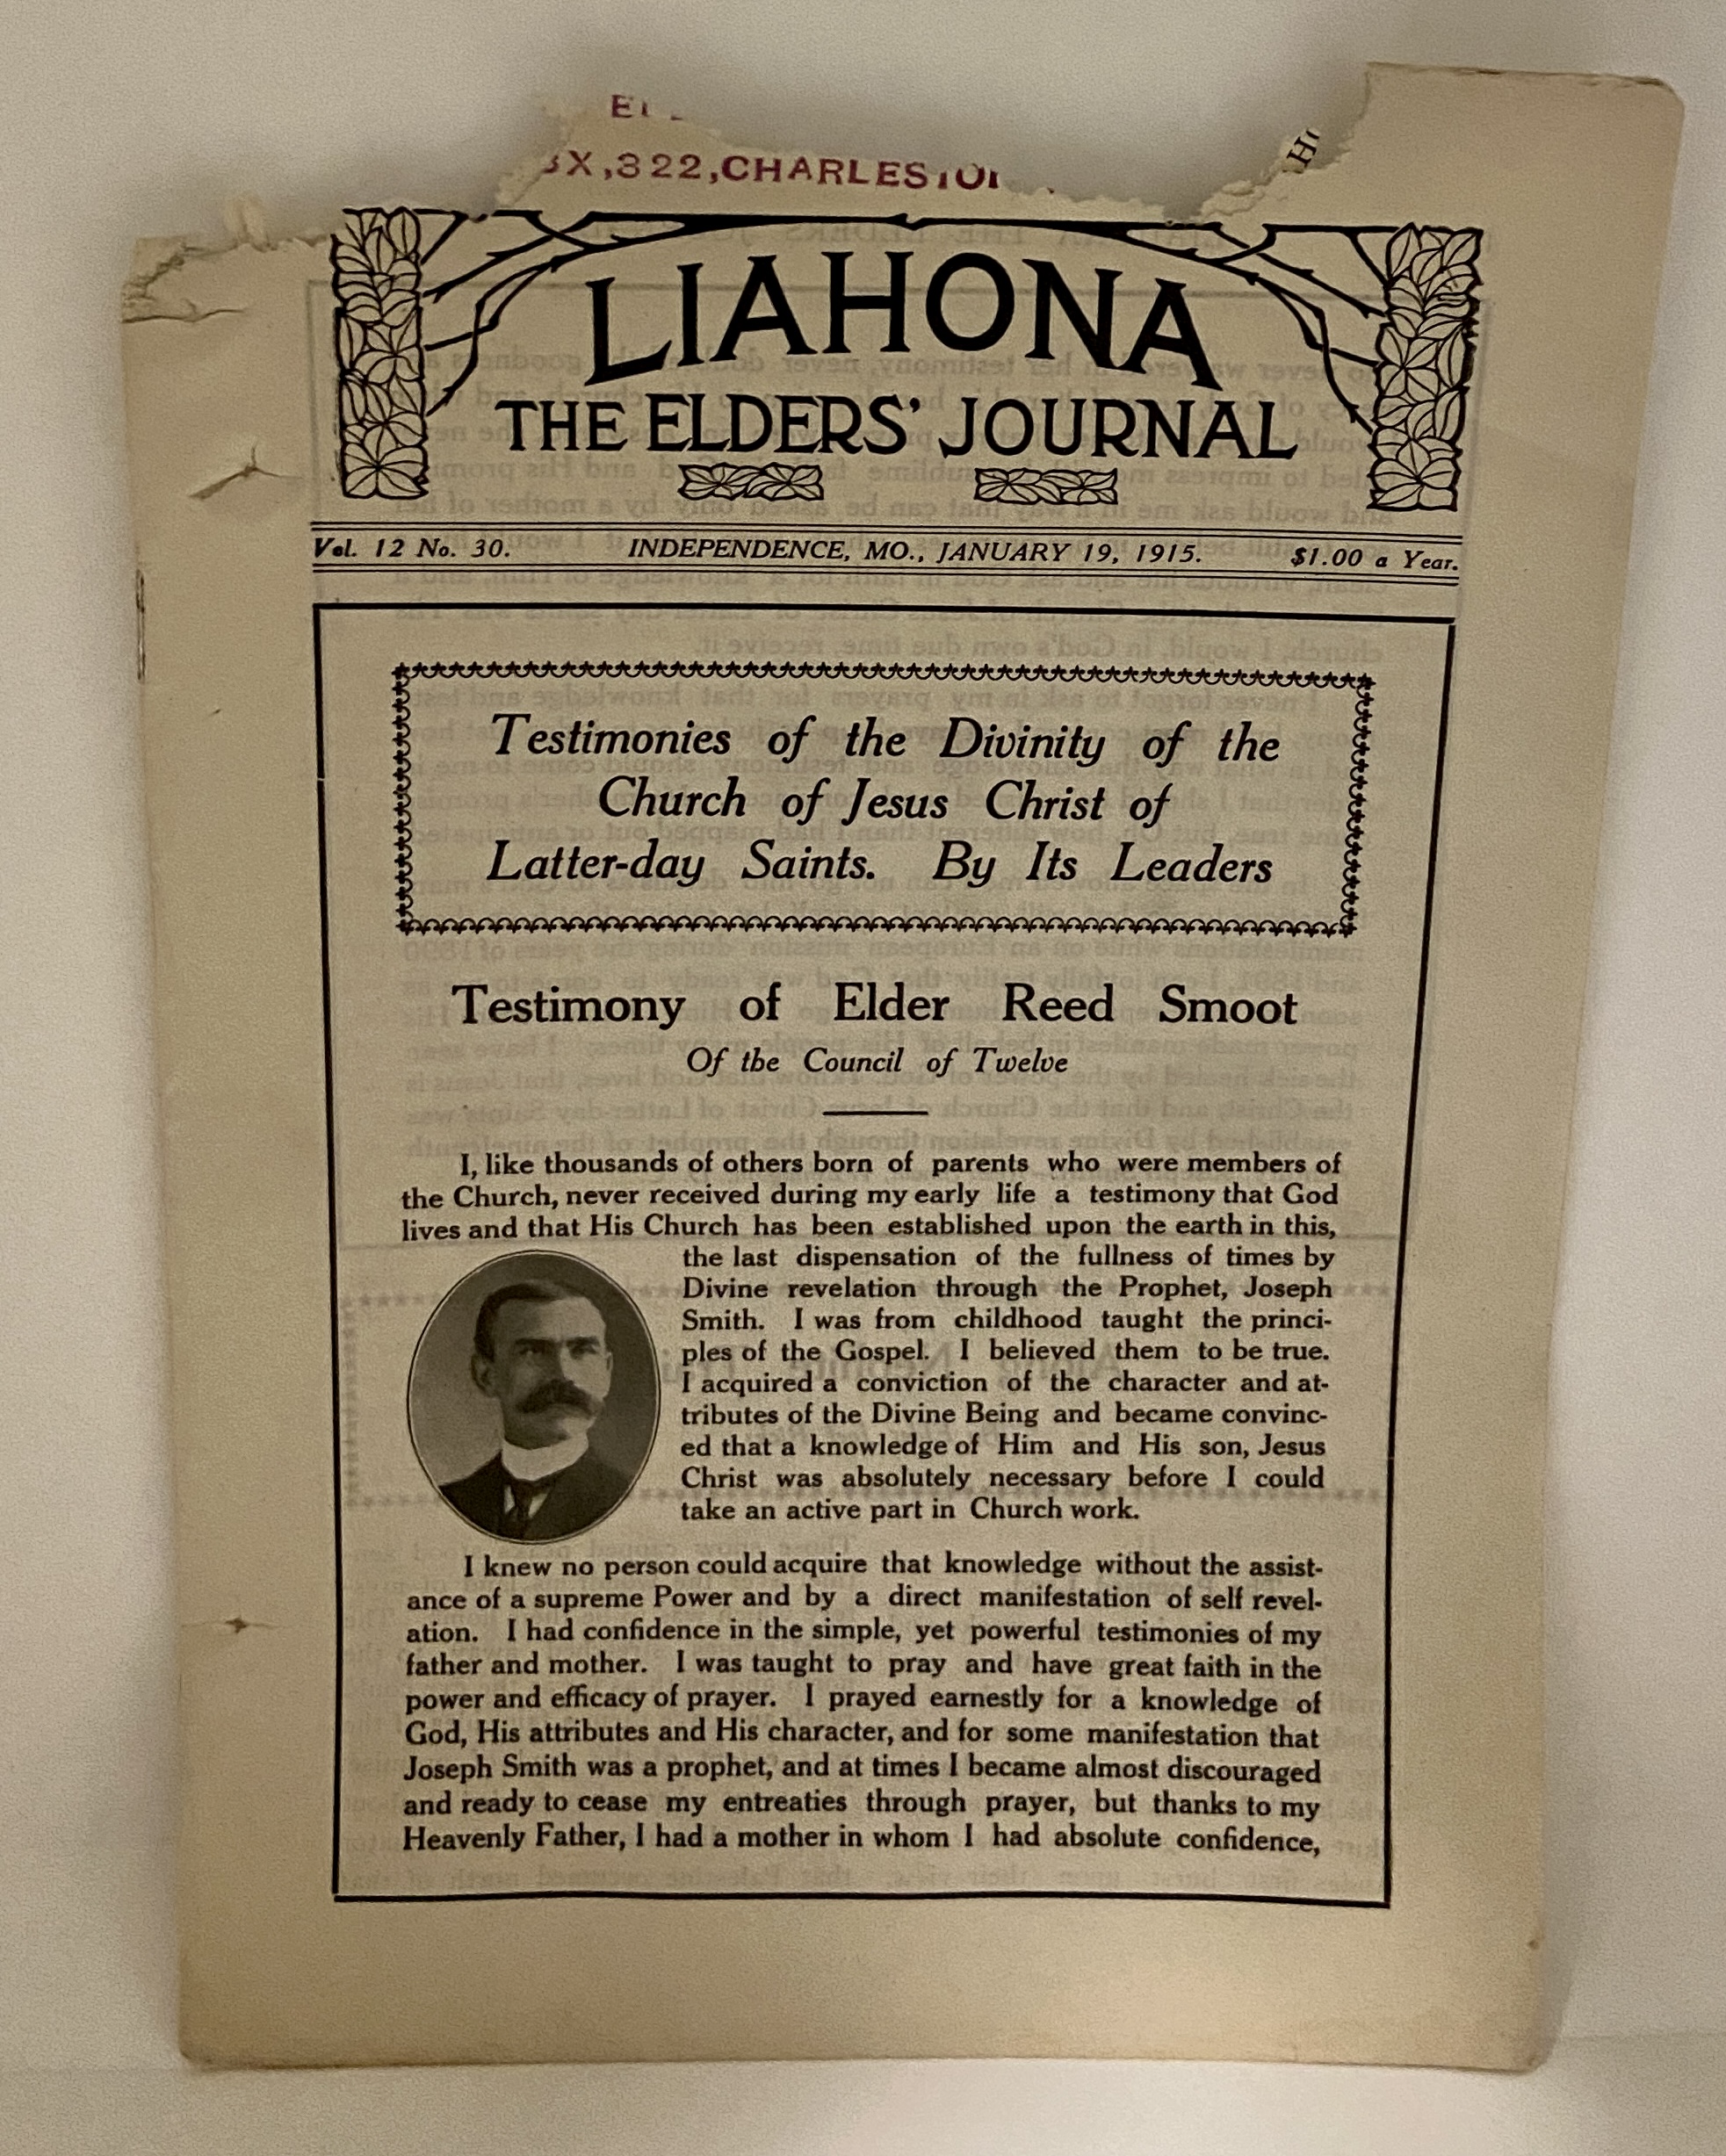 BX,322,CHARLESTON
LIAHONA
THE ELDERS' JOURNAL
Vol. 12 No. 30. INDEPENDENCE, MO., JANUARY 19, 1915. $1.00 a Year.
Testimonies of the Divinity of the
Church of Jesus Christ of
Latter-day Saints. By Its Leaders
Testimony of Elder Reed Smoot
Of the Council of Twelve
I, like thousands of others born of parents who were members of
the Church, never received during my early life a testimony that God
lives and that His Church has been established upon the earth in this,
the last dispensation of the fullness of times by
Divine revelation through the Prophet, Joseph
Smith. I was from childhood taught the princi-
ples of the Gospel. I believed them to be true.
I acquired a conviction of the character and at-
tributes of the Divine Being and became convinc-
ed that a knowledge of Him and His son, Jesus
Christ was absolutely necessary before I could
take an active part in Church work.
I knew no person could acquire that knowledge without the assist-
ance of a supreme Power and by a direct manifestation of self revel-
ation. I had confidence in the simple, yet powerful testimonies of my
father and mother. I was taught to pray and have great faith in the
power and efficacy of prayer. I prayed earnestly for a knowledge of
God, His attributes and His character, and for some manifestation that
Joseph Smith was a prophet, and at times I became almost discouraged
and ready to cease my entreaties through prayer, but thanks to my
Heavenly Father, I had a mother in whom I had absolute confidence,